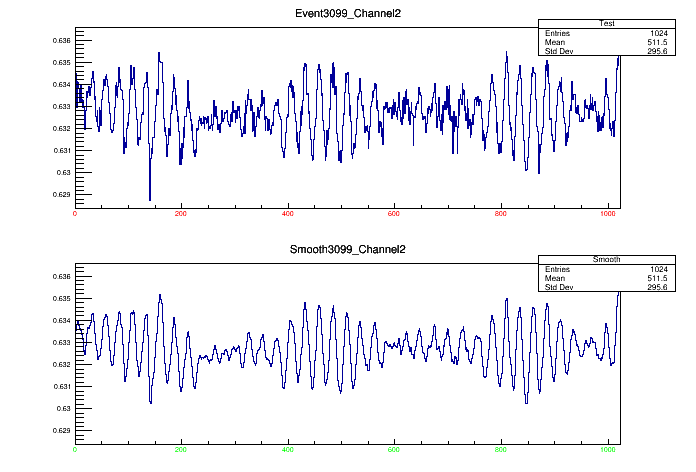 Event3099_Channel2
Test
Entries 1024
Mean 511.5
Std Dev 295.6
0.636
0.635
0.634
0.633
0.632
0.631
0.63
0.629
0 200 400 600 800 1000
Smooth3099_Channel2
Smooth
Entries 1024
Mean 511.5
Std Dev 295.6
0.636
0.635
0.634
0.633
0.632
0.631
0.63
0.629
0 200 400 600 800 1000